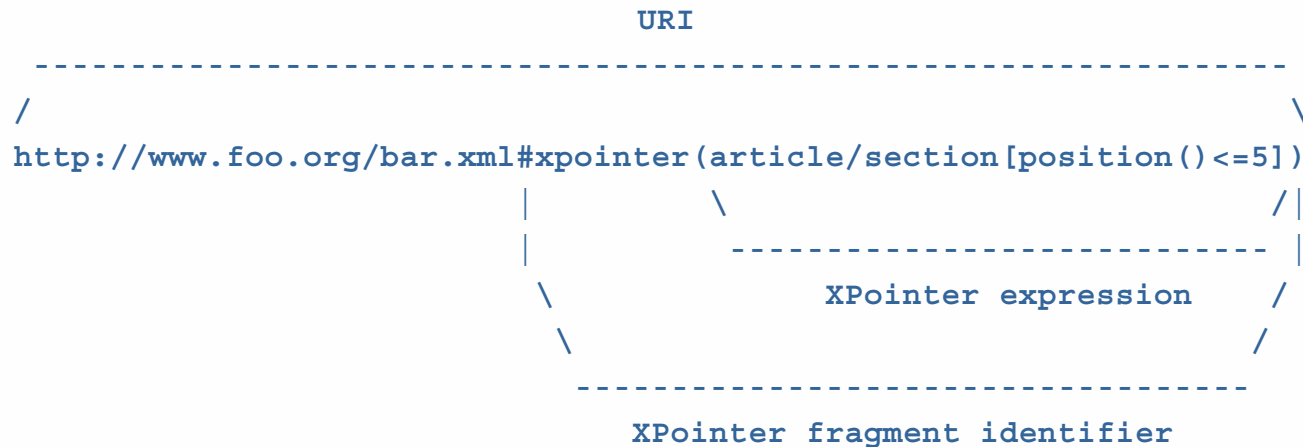 URI
http://www.foo.org/bar.xml#xpointer(article/section[position()<=5])
XPointer expression
XPointer fragment identifier